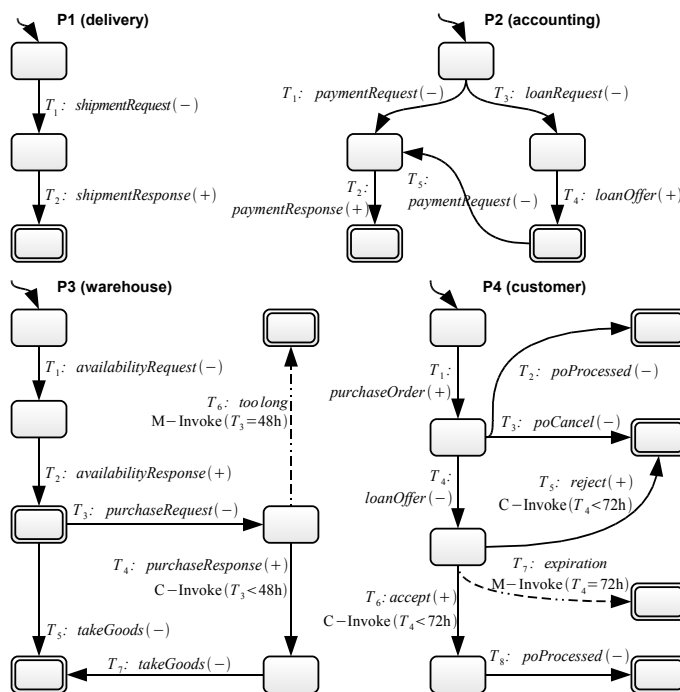 P1 (delivery)
T1: shipmentRequest(−)
T2: shipmentResponse(+)
P2 (accounting)
T1: paymentRequest(−)
T3: loanRequest(−)
T2:
paymentResponse(+)
T5:
paymentRequest(−)
T4: loanOffer(+)
P3 (warehouse)
T1: availabilityRequest(−)
T6: too long
M−Invoke(T3=48h)
T2: availabilityResponse(+)
T3: purchaseRequest(−)
T4: purchaseResponse(+)
C−Invoke(T3<48h)
T5: takeGoods(−)
T7: takeGoods(−)
P4 (customer)
T1:
purchaseOrder(+)
T2: poProcessed(−)
T3: poCancel(−)
T4:
loanOffer(−)
T5: reject(+)
C−Invoke(T4<72h)
T7: expiration
M−Invoke(T4=72h)
T6: accept(+)
C−Invoke(T4<72h)
T8: poProcessed(−)